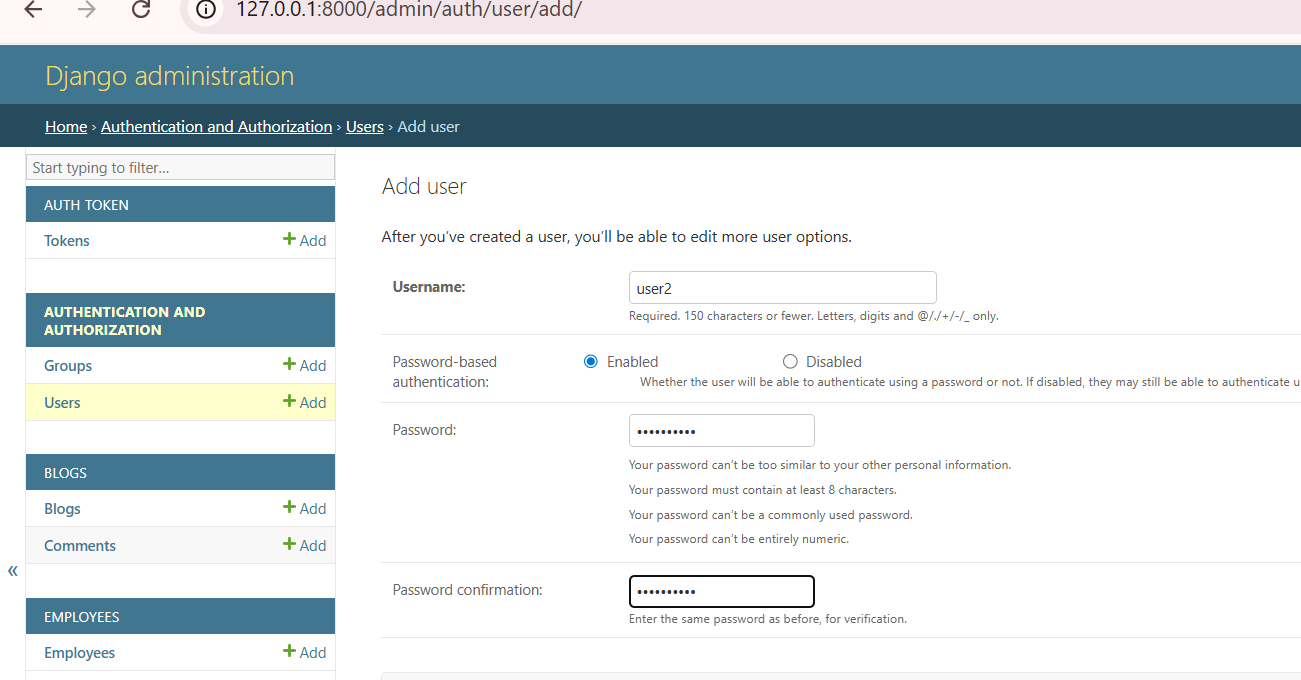 127.0.0.1:8000/admin/auth/user/add/
Django administration
Home › Authentication and Authorization › Users › Add user
Start typing to filter...
AUTH TOKEN
Tokens + Add
AUTHENTICATION AND
AUTHORIZATION
Groups + Add
Users + Add
BLOGS
Blogs + Add
Comments + Add
«
EMPLOYEES
Employees + Add
Add user
After you’ve created a user, you’ll be able to edit more user options.
Username: user2
Required. 150 characters or fewer. Letters, digits and @/./+/-/_ only.
Password-based
authentication:
Enabled Disabled
Whether the user will be able to authenticate using a password or not. If disabled, they may still be able to authenticate u
Password: ••••••••••
Your password can’t be too similar to your other personal information.
Your password must contain at least 8 characters.
Your password can’t be a commonly used password.
Your password can’t be entirely numeric.
Password confirmation: ••••••••••
Enter the same password as before, for verification.